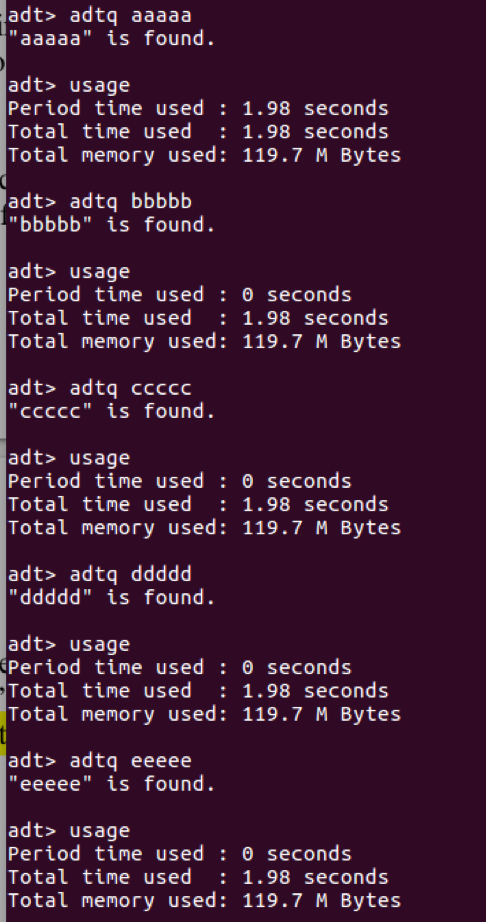 adt> adtq aaaaa
"aaaaa" is found.
adt> usage
Period time used : 1.98 seconds
Total time used  : 1.98 seconds
Total memory used: 119.7 M Bytes
adt> adtq bbbbb
"bbbbb" is found.
adt> usage
Period time used : 0 seconds
Total time used  : 1.98 seconds
Total memory used: 119.7 M Bytes
adt> adtq ccccc
"ccccc" is found.
adt> usage
Period time used : 0 seconds
Total time used  : 1.98 seconds
Total memory used: 119.7 M Bytes
adt> adtq ddddd
"ddddd" is found.
adt> usage
Period time used : 0 seconds
Total time used  : 1.98 seconds
Total memory used: 119.7 M Bytes
adt> adtq eeeee
"eeeee" is found.
adt> usage
Period time used : 0 seconds
Total time used  : 1.98 seconds
Total memory used: 119.7 M Bytes